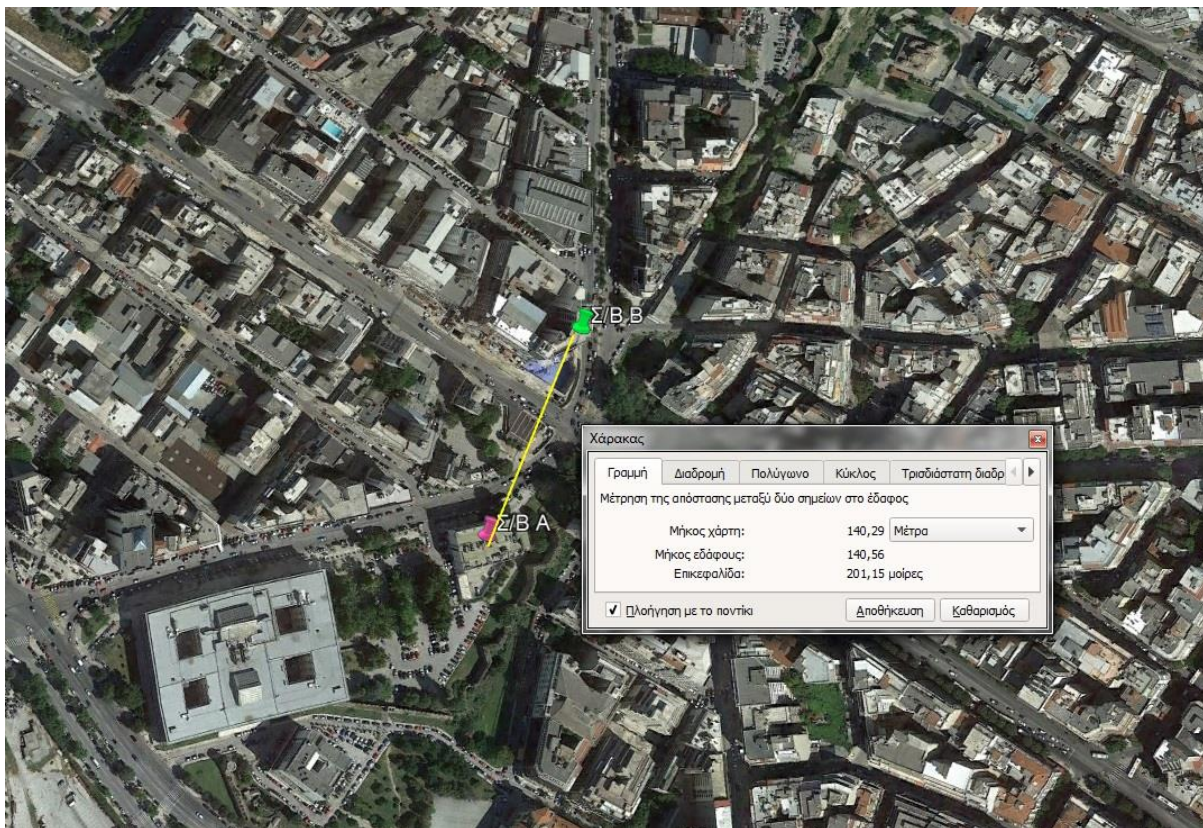 Σ/Β Β
Χάρακας
Γραμμή Διαδρομή Πολύγωνο Κύκλος Τρισδιάστατη διαδρ
Μέτρηση της απόστασης μεταξύ δύο σημείων στο έδαφος
Μήκος χάρτη: 140,29 Μέτρα
Μήκος εδάφους: 140,56
Επικεφαλίδα: 201,15 μοίρες
Πλοήγηση με το ποντίκι Αποθήκευση Καθαρισμός
Σ/Β Α